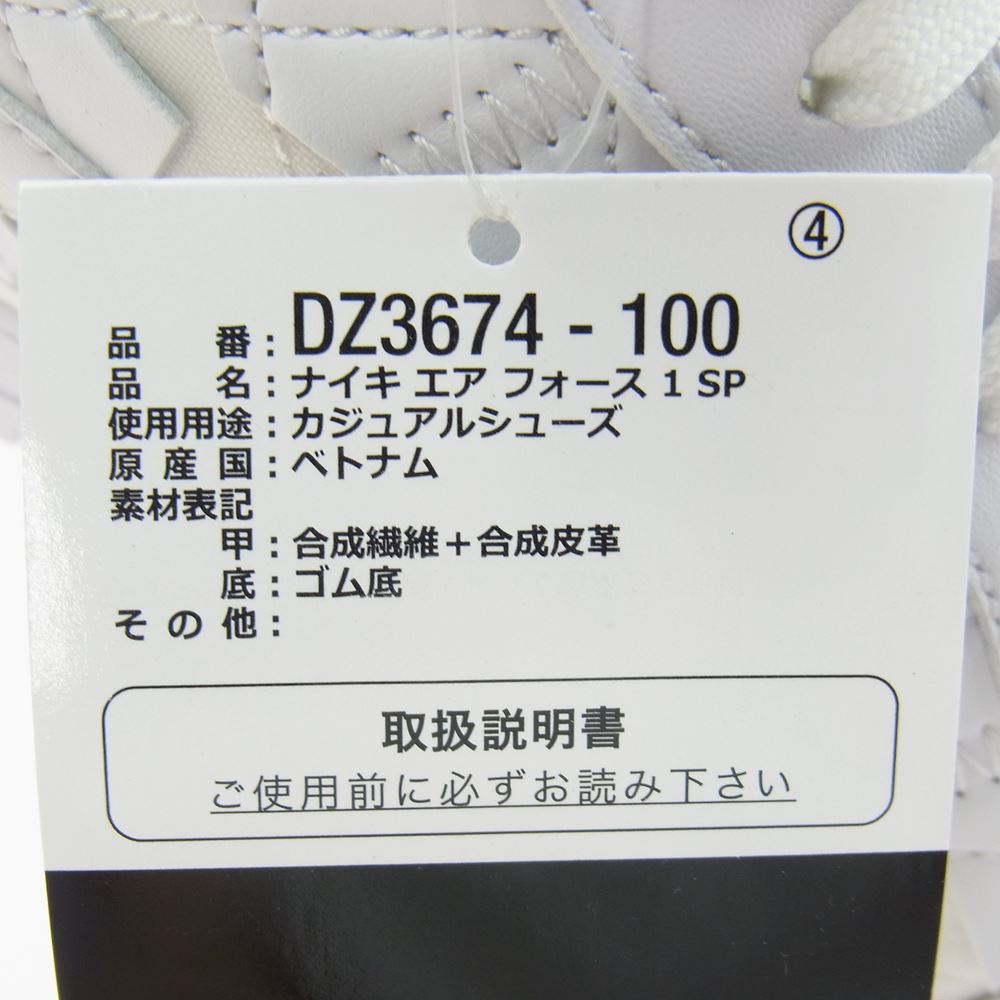 ④
品番：DZ3674 - 100
品名：ナイキ エア フォース 1 SP
使用用途：カジュアルシューズ
原産国：ベトナム
素材表記
甲：合成繊維＋合成皮革
底：ゴム底
その他：
取扱説明書
ご使用前に必ずお読み下さい